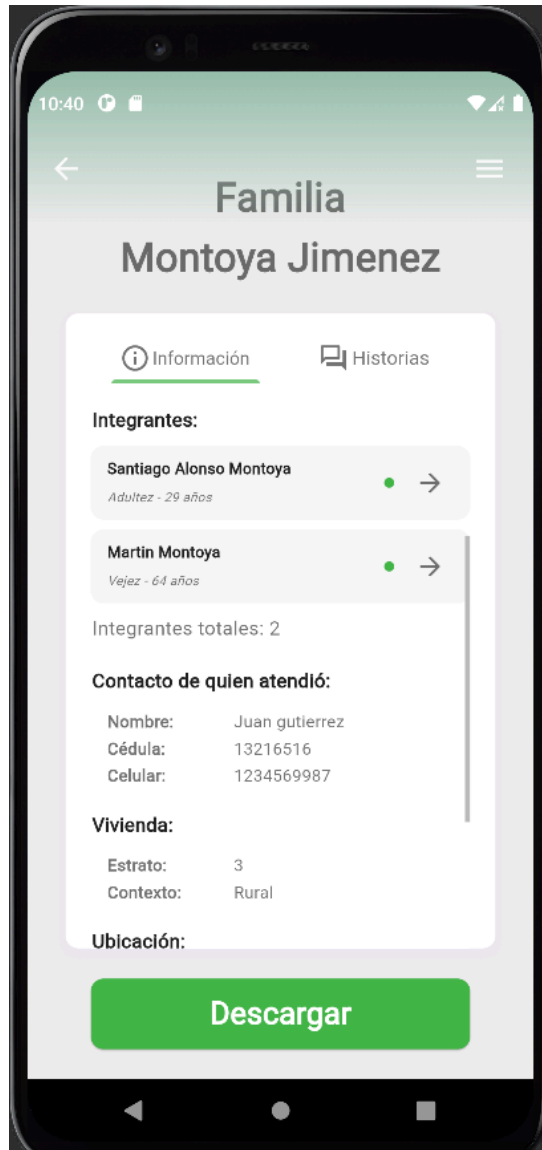 10:40
Familia
Montoya Jimenez
Información
Historias
Integrantes:
Santiago Alonso Montoya
Adultez - 29 años
Martin Montoya
Vejez - 64 años
Integrantes totales: 2
Contacto de quien atendió:
Nombre: Juan gutierrez
Cédula: 13216516
Celular: 1234569987
Vivienda:
Estrato: 3
Contexto: Rural
Ubicación:
Descargar